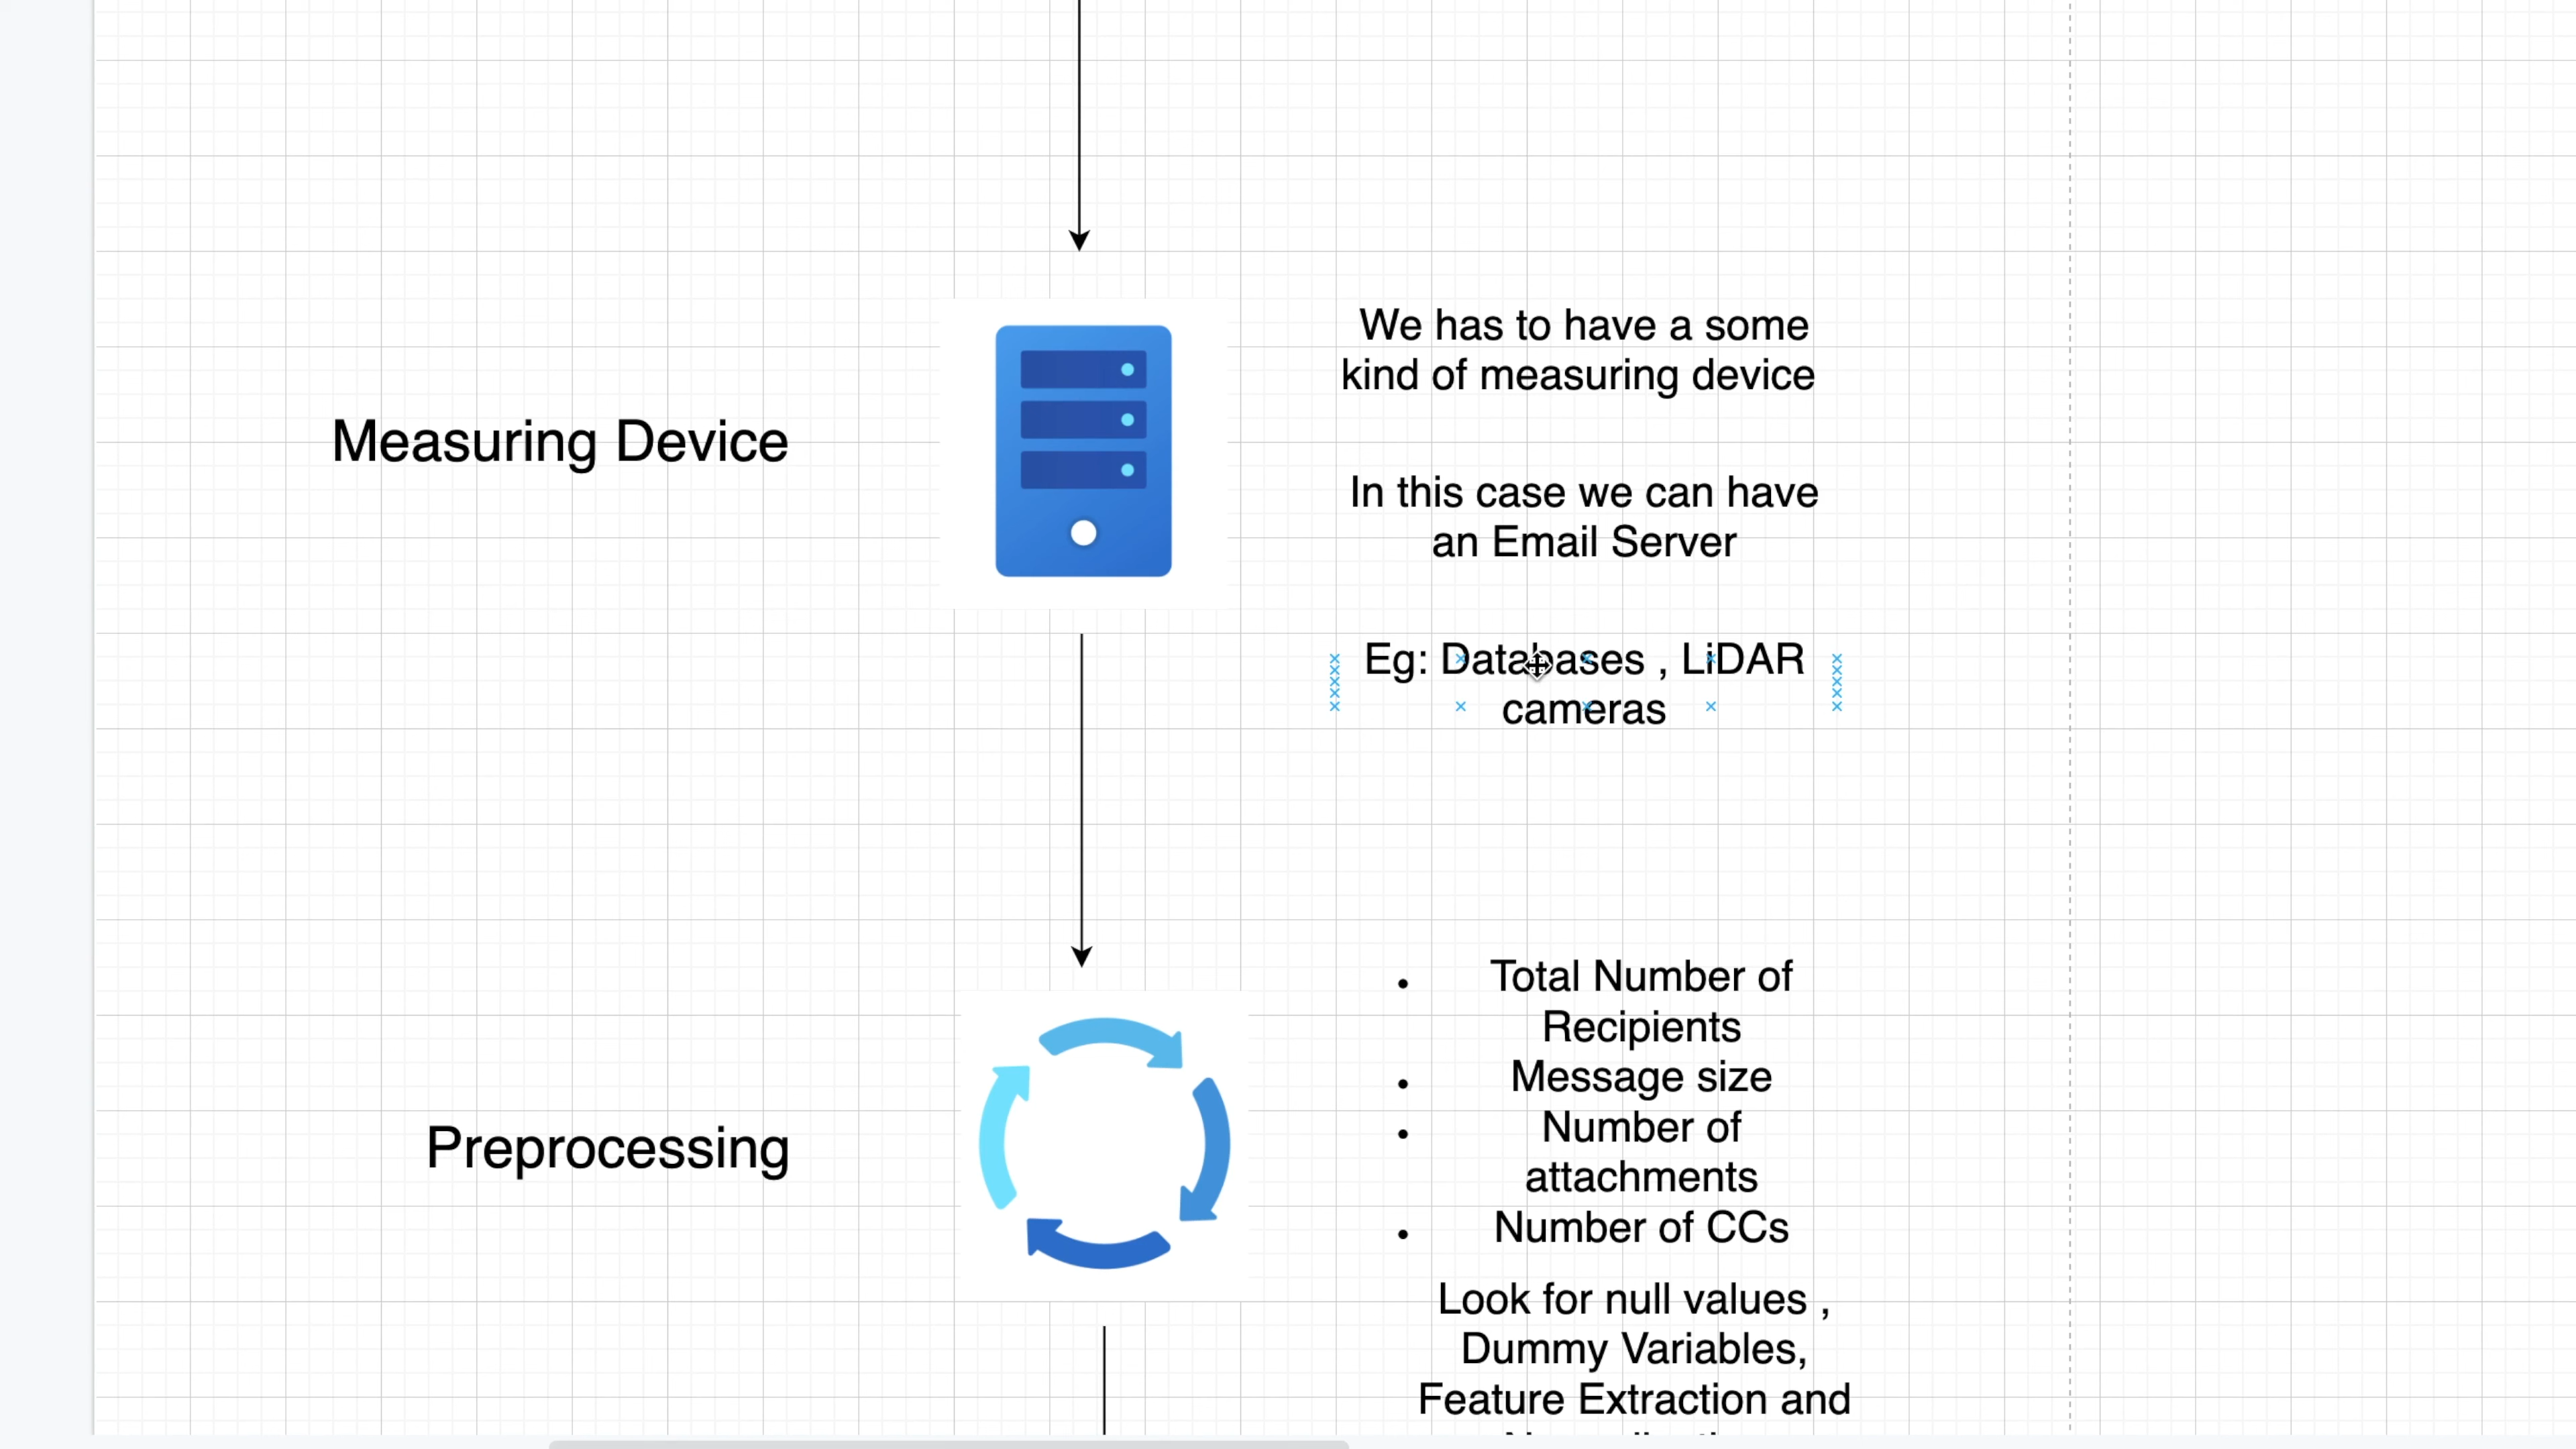 We has to have a some
kind of measuring device
Measuring Device
In this case we can have
an Email Server
Eg: Databases , LiDAR
cameras
• Total Number of
Recipients
• Message size
• Number of
attachments
• Number of CCs
Preprocessing
Look for null values ,
Dummy Variables,
Feature Extraction and